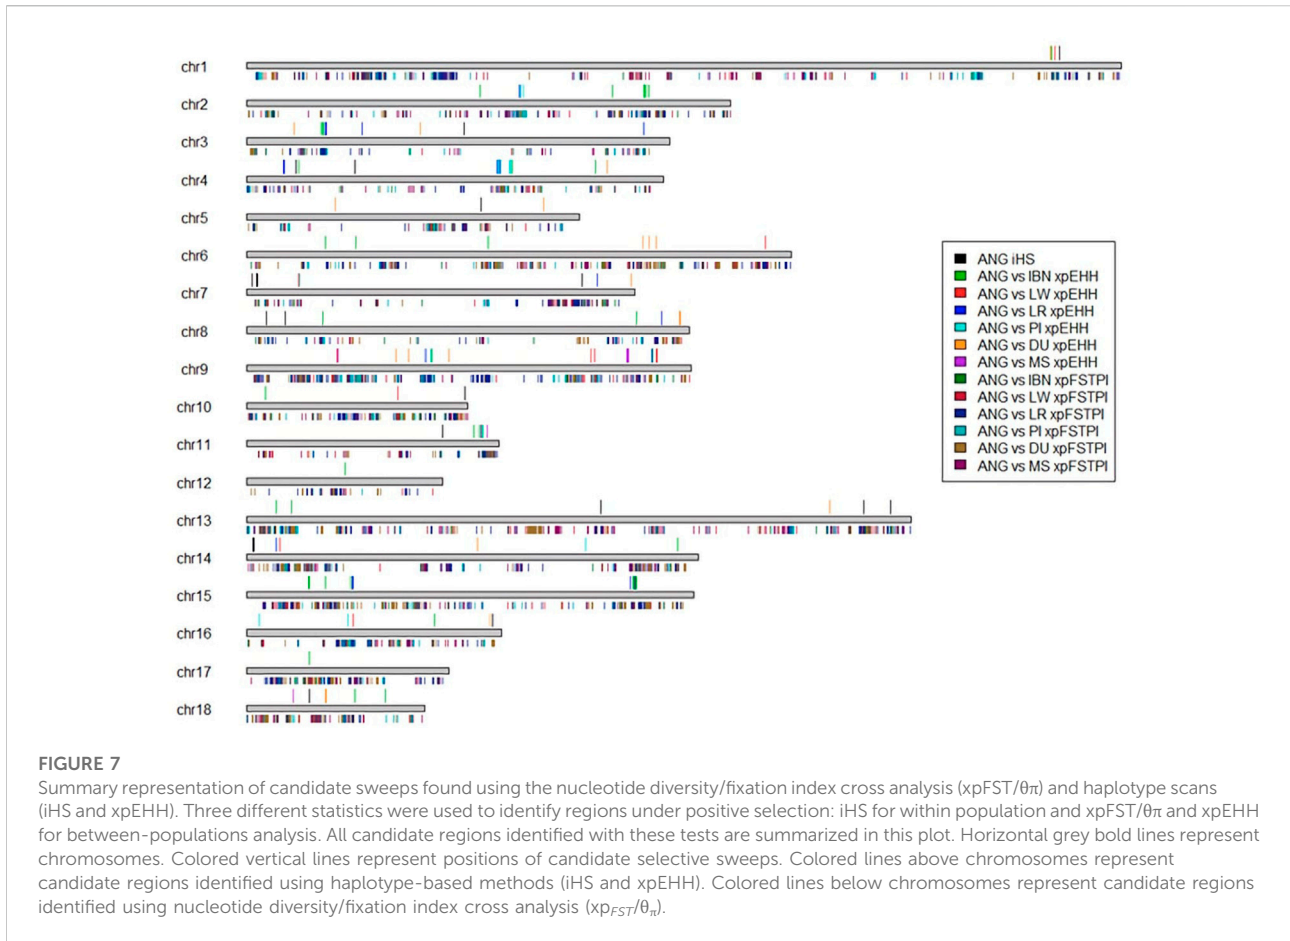 chr1
chr2
chr3
chr4
chr5
chr6
chr7
chr8
chr9
chr10
chr11
chr12
chr13
chr14
chr15
chr16
chr17
chr18
ANG iHS
ANG vs IBN xpEHH
ANG vs LW xpEHH
ANG vs LR xpEHH
ANG vs PI xpEHH
ANG vs DU xpEHH
ANG vs MS xpEHH
ANG vs IBN xpFSTPI
ANG vs LW xpFSTPI
ANG vs LR xpFSTPI
ANG vs PI xpFSTPI
ANG vs DU xpFSTPI
ANG vs MS xpFSTPI
FIGURE 7
Summary representation of candidate sweeps found using the nucleotide diversity/fixation index cross analysis (xpFST/θπ) and haplotype scans
(iHS and xpEHH). Three different statistics were used to identify regions under positive selection: iHS for within population and xpFST/θπ and xpEHH
for between-populations analysis. All candidate regions identified with these tests are summarized in this plot. Horizontal grey bold lines represent
chromosomes. Colored vertical lines represent positions of candidate selective sweeps. Colored lines above chromosomes represent
candidate regions identified using haplotype-based methods (iHS and xpEHH). Colored lines below chromosomes represent candidate regions
identified using nucleotide diversity/fixation index cross analysis (xpFST/θπ).